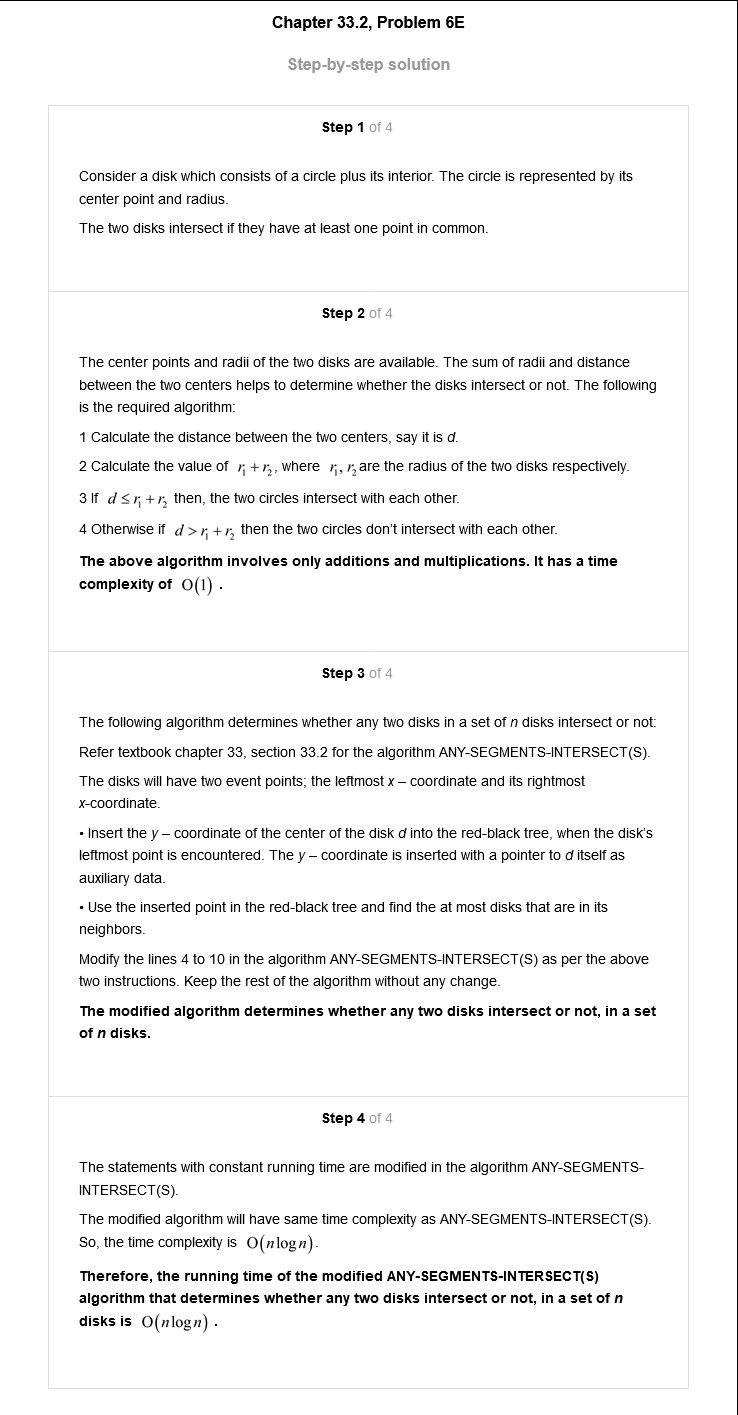 Chapter 33.2, Problem 6E
Step-by-step solution
Step 1 of 4
Consider a disk which consists of a circle plus its interior. The circle is represented by its
center point and radius.
The two disks intersect if they have at least one point in common.
Step 2 of 4
The center points and radii of the two disks are available. The sum of radii and distance
between the two centers helps to determine whether the disks intersect or not. The following
is the required algorithm:
1 Calculate the distance between the two centers, say it is d.
2 Calculate the value of r₁ + r₂, where r₁, r₂ are the radius of the two disks respectively.
3 If d ≤ r₁ + r₂ then, the two circles intersect with each other.
4 Otherwise if d > r₁ + r₂ then the two circles don't intersect with each other.
The above algorithm involves only additions and multiplications. It has a time
complexity of O(1) .
Step 3 of 4
The following algorithm determines whether any two disks in a set of n disks intersect or not:
Refer textbook chapter 33, section 33.2 for the algorithm ANY-SEGMENTS-INTERSECT(S).
The disks will have two event points; the leftmost x – coordinate and its rightmost
x-coordinate.
• Insert the y – coordinate of the center of the disk d into the red-black tree, when the disk's
leftmost point is encountered. The y – coordinate is inserted with a pointer to d itself as
auxiliary data.
• Use the inserted point in the red-black tree and find the at most disks that are in its
neighbors.
Modify the lines 4 to 10 in the algorithm ANY-SEGMENTS-INTERSECT(S) as per the above
two instructions. Keep the rest of the algorithm without any change.
The modified algorithm determines whether any two disks intersect or not, in a set
of n disks.
Step 4 of 4
The statements with constant running time are modified in the algorithm ANY-SEGMENTS-
INTERSECT(S).
The modified algorithm will have same time complexity as ANY-SEGMENTS-INTERSECT(S).
So, the time complexity is O(n log n).
Therefore, the running time of the modified ANY-SEGMENTS-INTERSECT(S)
algorithm that determines whether any two disks intersect or not, in a set of n
disks is O(n log n) .